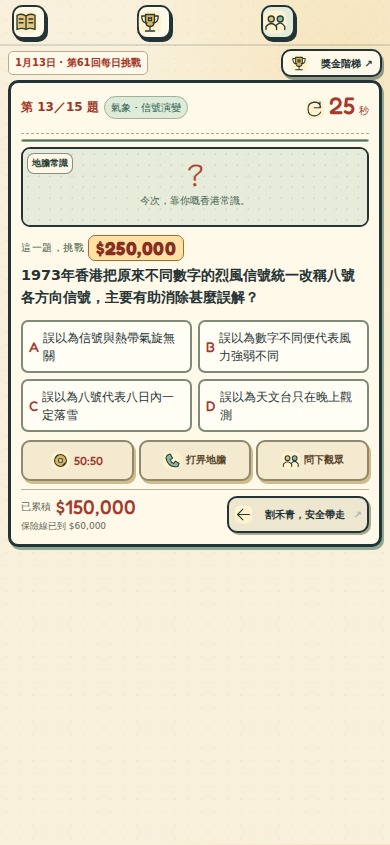 1月13日 · 第61回每日挑戰
獎金階梯 ↗
第 13／15 題
氣象・信號演變
25 秒
地膽常識
?
今次，靠你嘅香港常識。
這一題，挑戰 $250,000
1973年香港把原來不同數字的烈風信號統一改稱八號
各方向信號，主要有助消除甚麼誤解？
A 誤以為信號與熱帶氣旋無
關
B 誤以為數字不同便代表風
力強弱不同
C 誤以為八號代表八日內一
定落雪
D 誤以為天文台只在晚上觀
測
50:50
打畀地膽
問下觀眾
已累積 $150,000
保險線已到 $60,000
割禾青，安全帶走 ↗